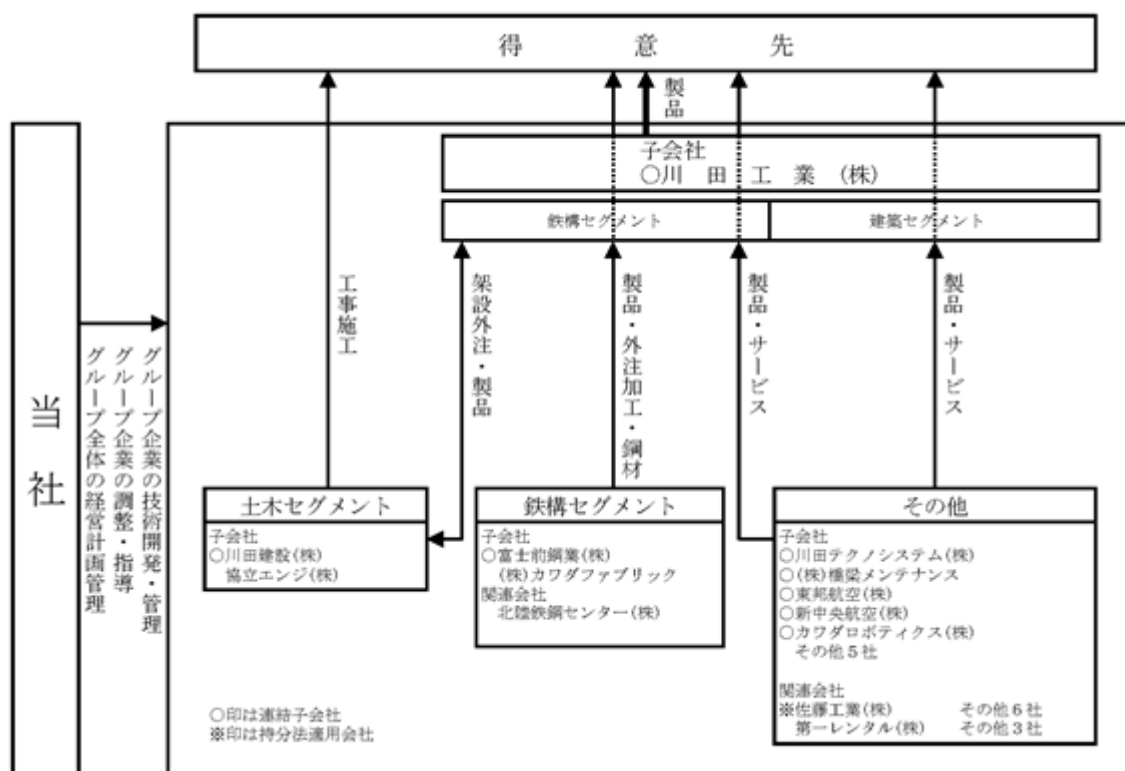 得意先
製品
子会社
○川田工業(株)
鉄構セグメント
建築セグメント
工事施工
架設外注・製品
製品・外注加工・鋼材
製品・サービス
製品・サービス
当社
グループ企業の技術開発・管理
グループ企業の調整・指導
グループ全体の経営計画管理
土木セグメント
子会社
○川田建設(株)
協立エンジ(株)
鉄構セグメント
子会社
○富士前鋼業(株)
(株)カワダファブリック
関連会社
北陸鉄鋼センター(株)
その他
子会社
○川田テクノシステム(株)
○(株)橋梁メンテナンス
○東邦航空(株)
○新中央航空(株)
○カワダロボティクス(株)
その他5社
関連会社
※佐藤工業(株) その他6社
第一レンタル(株) その他3社
○印は連結子会社
※印は持分法適用会社